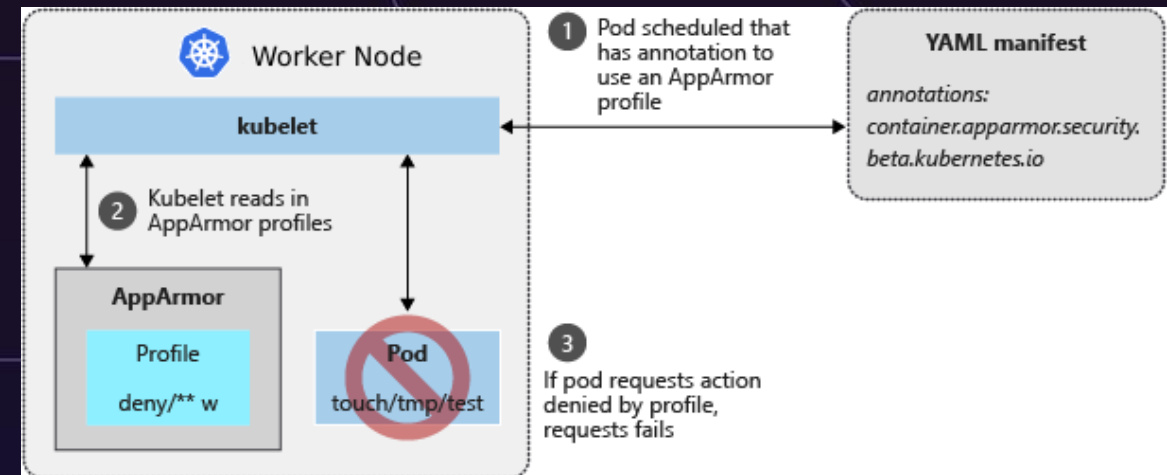 Worker Node
kubelet
1
Pod scheduled that
has annotation to
use an AppArmor
profile
YAML manifest
annotations:
container.apparmor.security.
beta.kubernetes.io
2
Kubelet reads in
AppArmor profiles
AppArmor
Profile
deny/** w
Pod
touch/tmp/test
3
If pod requests action
denied by profile,
requests fails